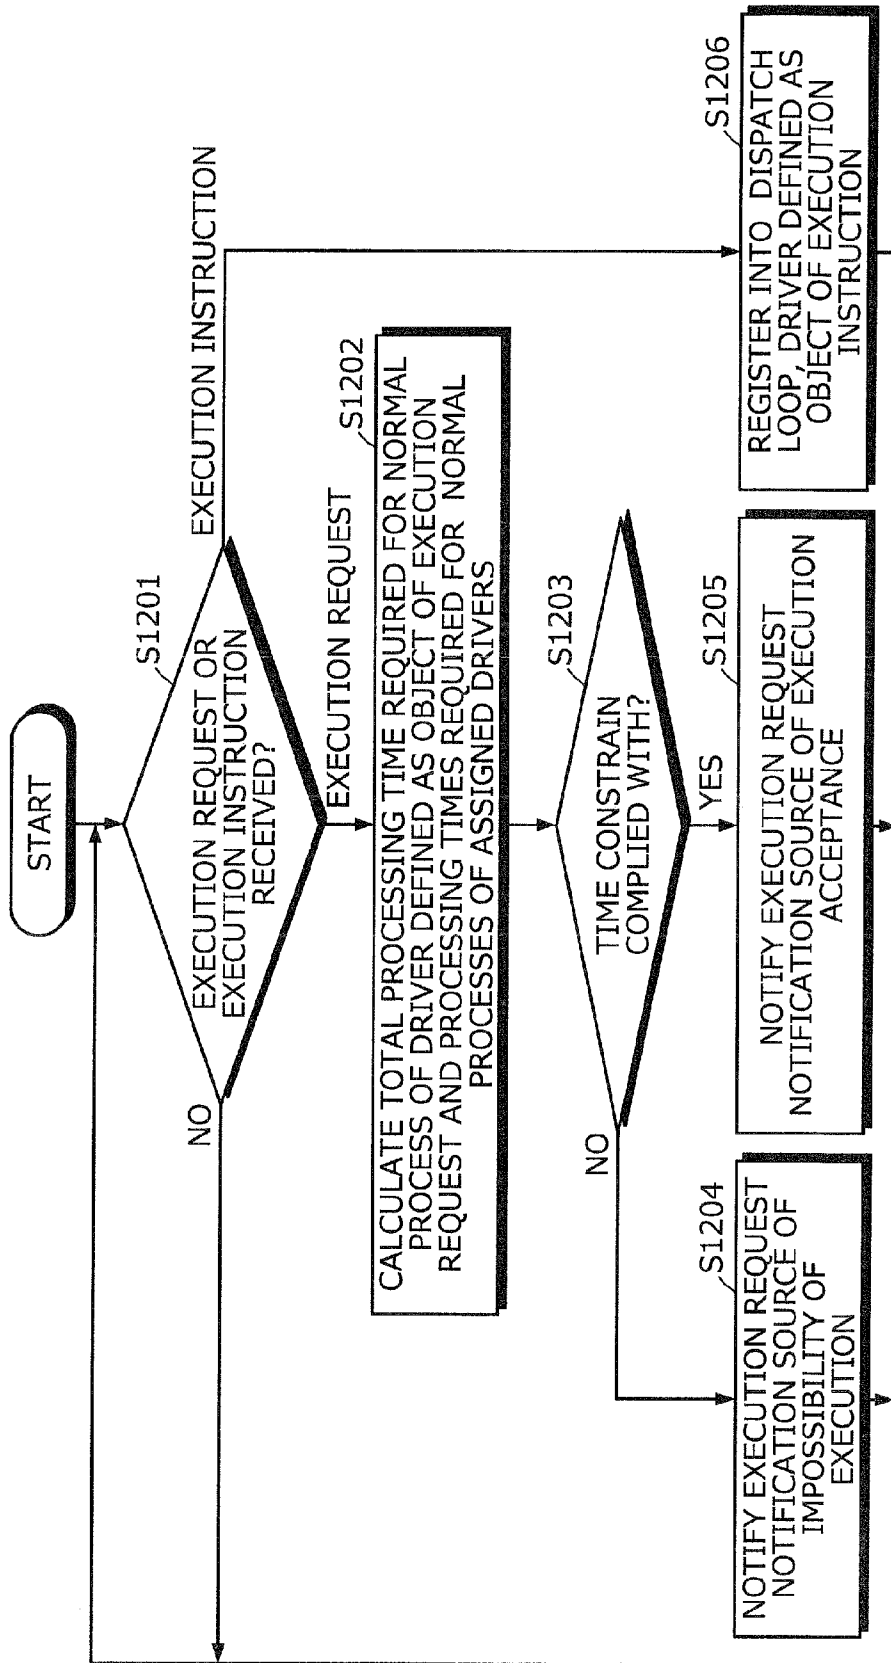 START
S1201
EXECUTION REQUEST OR
EXECUTION INSTRUCTION
RECEIVED?
NO
EXECUTION INSTRUCTION
EXECUTION REQUEST
S1202
CALCULATE TOTAL PROCESSING TIME REQUIRED FOR NORMAL
PROCESS OF DRIVER DEFINED AS OBJECT OF EXECUTION
REQUEST AND PROCESSING TIMES REQUIRED FOR NORMAL
PROCESSES OF ASSIGNED DRIVERS
S1203
TIME CONSTRAIN
COMPLIED WITH?
NO
YES
S1204
NOTIFY EXECUTION REQUEST
NOTIFICATION SOURCE OF
IMPOSSIBILITY OF
EXECUTION
S1205
NOTIFY EXECUTION REQUEST
NOTIFICATION SOURCE OF EXECUTION
ACCEPTANCE
S1206
REGISTER INTO DISPATCH
LOOP, DRIVER DEFINED AS
OBJECT OF EXECUTION
INSTRUCTION